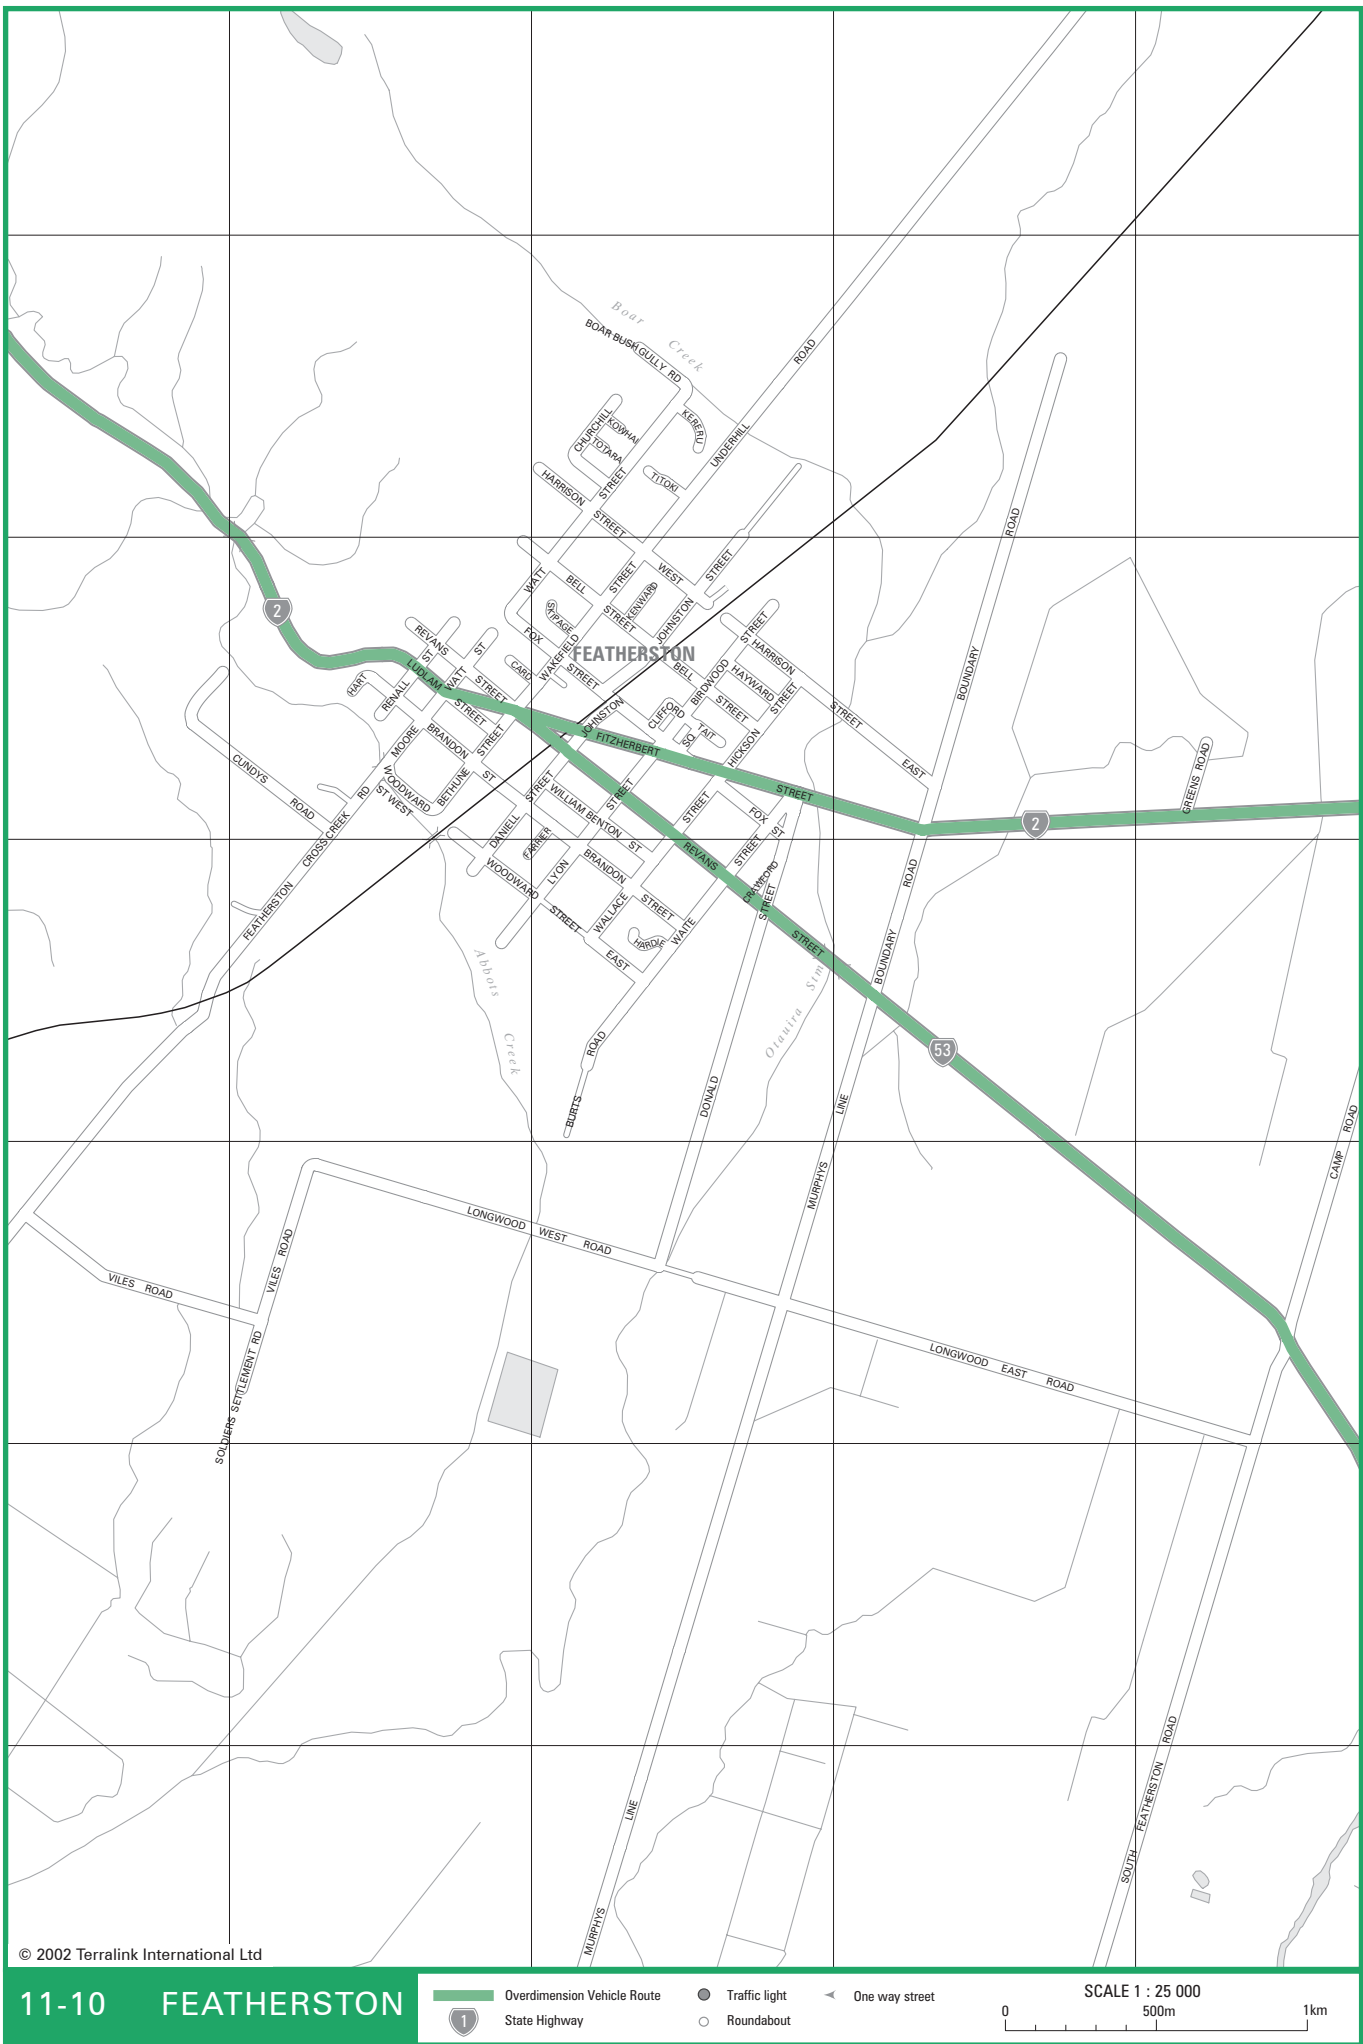 Boar
Creek
BOAR BUSH GULLY RD
ROAD
KERERU
CHURCHILL
KOWHAI
TOTARA
UNDERHILL
STREET
TITOKI
HARRISON
STREET
WEST
STREET
ROAD
WATT
BELL
STREET
KENWARD
SKIPAGE
STREET
JOHNSTON
2
FOX
WAKEFIELD
STREET
HARRISON
REVANS
ST
FEATHERSTON
LUDLAM
WATT
ST
CARD
STREET
BELL
BIRDWOOD
HAYWARD
STREET
BOUNDARY
HART
RENALL
STREET
STREET
JOHNSTON
CLIFFORD
SQ
TAIT
STREET
STREET
MOORE
BRANDON
STREET
FITZHERBERT
HICKSON
EAST
CUNDYS
ROAD
WOODWARD
ST WEST
BETHUNE
ST
STREET
WILLIAM BENTON
ST
STREET
STREET
STREET
GREENS ROAD
2
FEATHERSTON
CROSS CREEK
RD
DANIELL
FARRIER
FOX
ST
STREET
REVANS
WOODWARD
STREET
LYON
BRANDON
STREET
CRAWFORD
STREET
ROAD
WALLACE
HARDIE
WAITE
EAST
STREET
BOUNDARY
Abbots
Creek
Otauira Stm
53
ROAD
BURTS
DONALD
LINE
MURPHYS
CAMP
ROAD
LONGWOOD WEST ROAD
VILES ROAD
VILES ROAD
SOLDIERS SETTLEMENT RD
LONGWOOD EAST ROAD
LINE
MURPHYS
SOUTH FEATHERSTON ROAD
© 2002 Terralink International Ltd
11-10 FEATHERSTON
Overdimension Vehicle Route
1
State Highway
Traffic light
Roundabout
One way street
SCALE 1 : 25 000
0 500m 1km